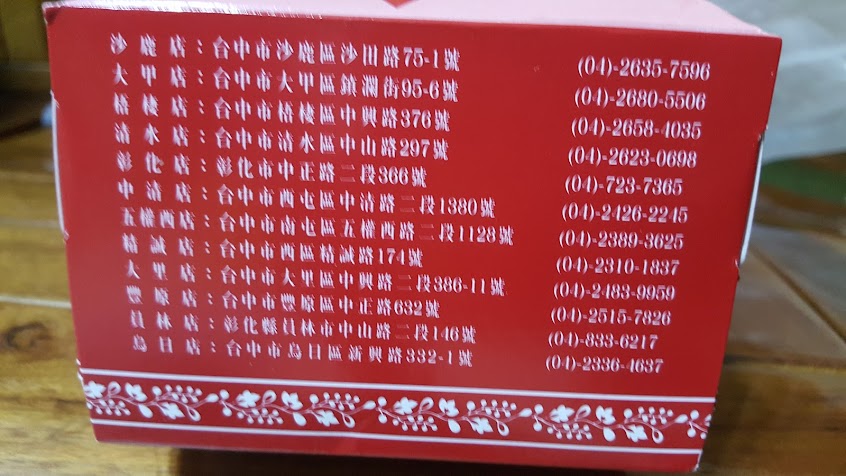 沙鹿店：台中市沙鹿區沙田路75-1號 (04)-2635-7596
大甲店：台中市大甲區鎮瀾街95-6號 (04)-2680-5506
梧棲店：台中市梧棲區中興路376號 (04)-2658-4035
清水店：台中市清水區中山路297號 (04)-2623-0698
彰化店：彰化市中正路二段366號 (04)-723-7365
中清店：台中市西屯區中清路二段1380號 (04)-2426-2245
五權西店：台中市南屯區五權西路二段1128號 (04)-2389-3625
精誠店：台中市西區精誠路174號 (04)-2310-1837
大里店：台中市大里區中興路二段386-11號 (04)-2483-9959
豐原店：台中市豐原區中正路632號 (04)-2515-7826
員林店：彰化縣員林市中山路二段146號 (04)-833-6217
烏日店：台中市烏日區新興路332-1號 (04)-2336-4637